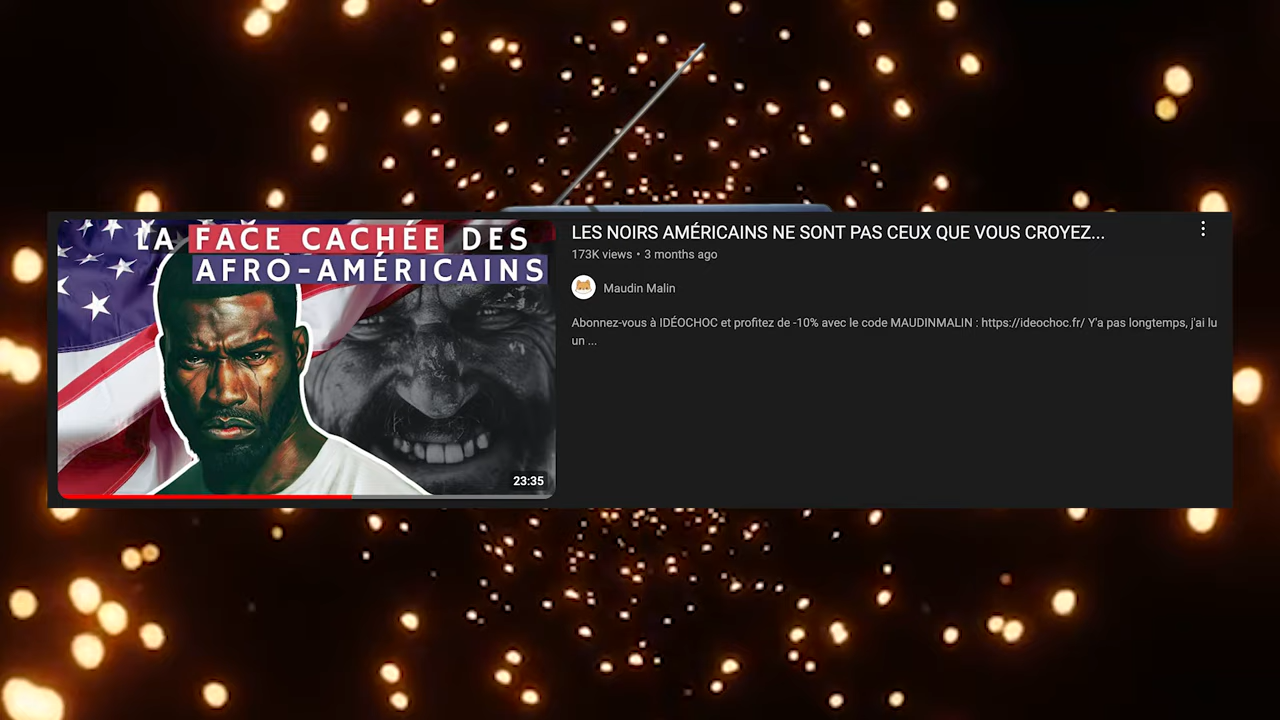 LA FACE CACHÉE DES
AFRO-AMÉRICAINS
23:35
LES NOIRS AMÉRICAINS NE SONT PAS CEUX QUE VOUS CROYEZ...
173K views • 3 months ago
Maudin Malin
Abonnez-vous à IDÉOCHOC et profitez de -10% avec le code MAUDINMALIN : https://ideochoc.fr/ Y'a pas longtemps, j'ai lu
un ...